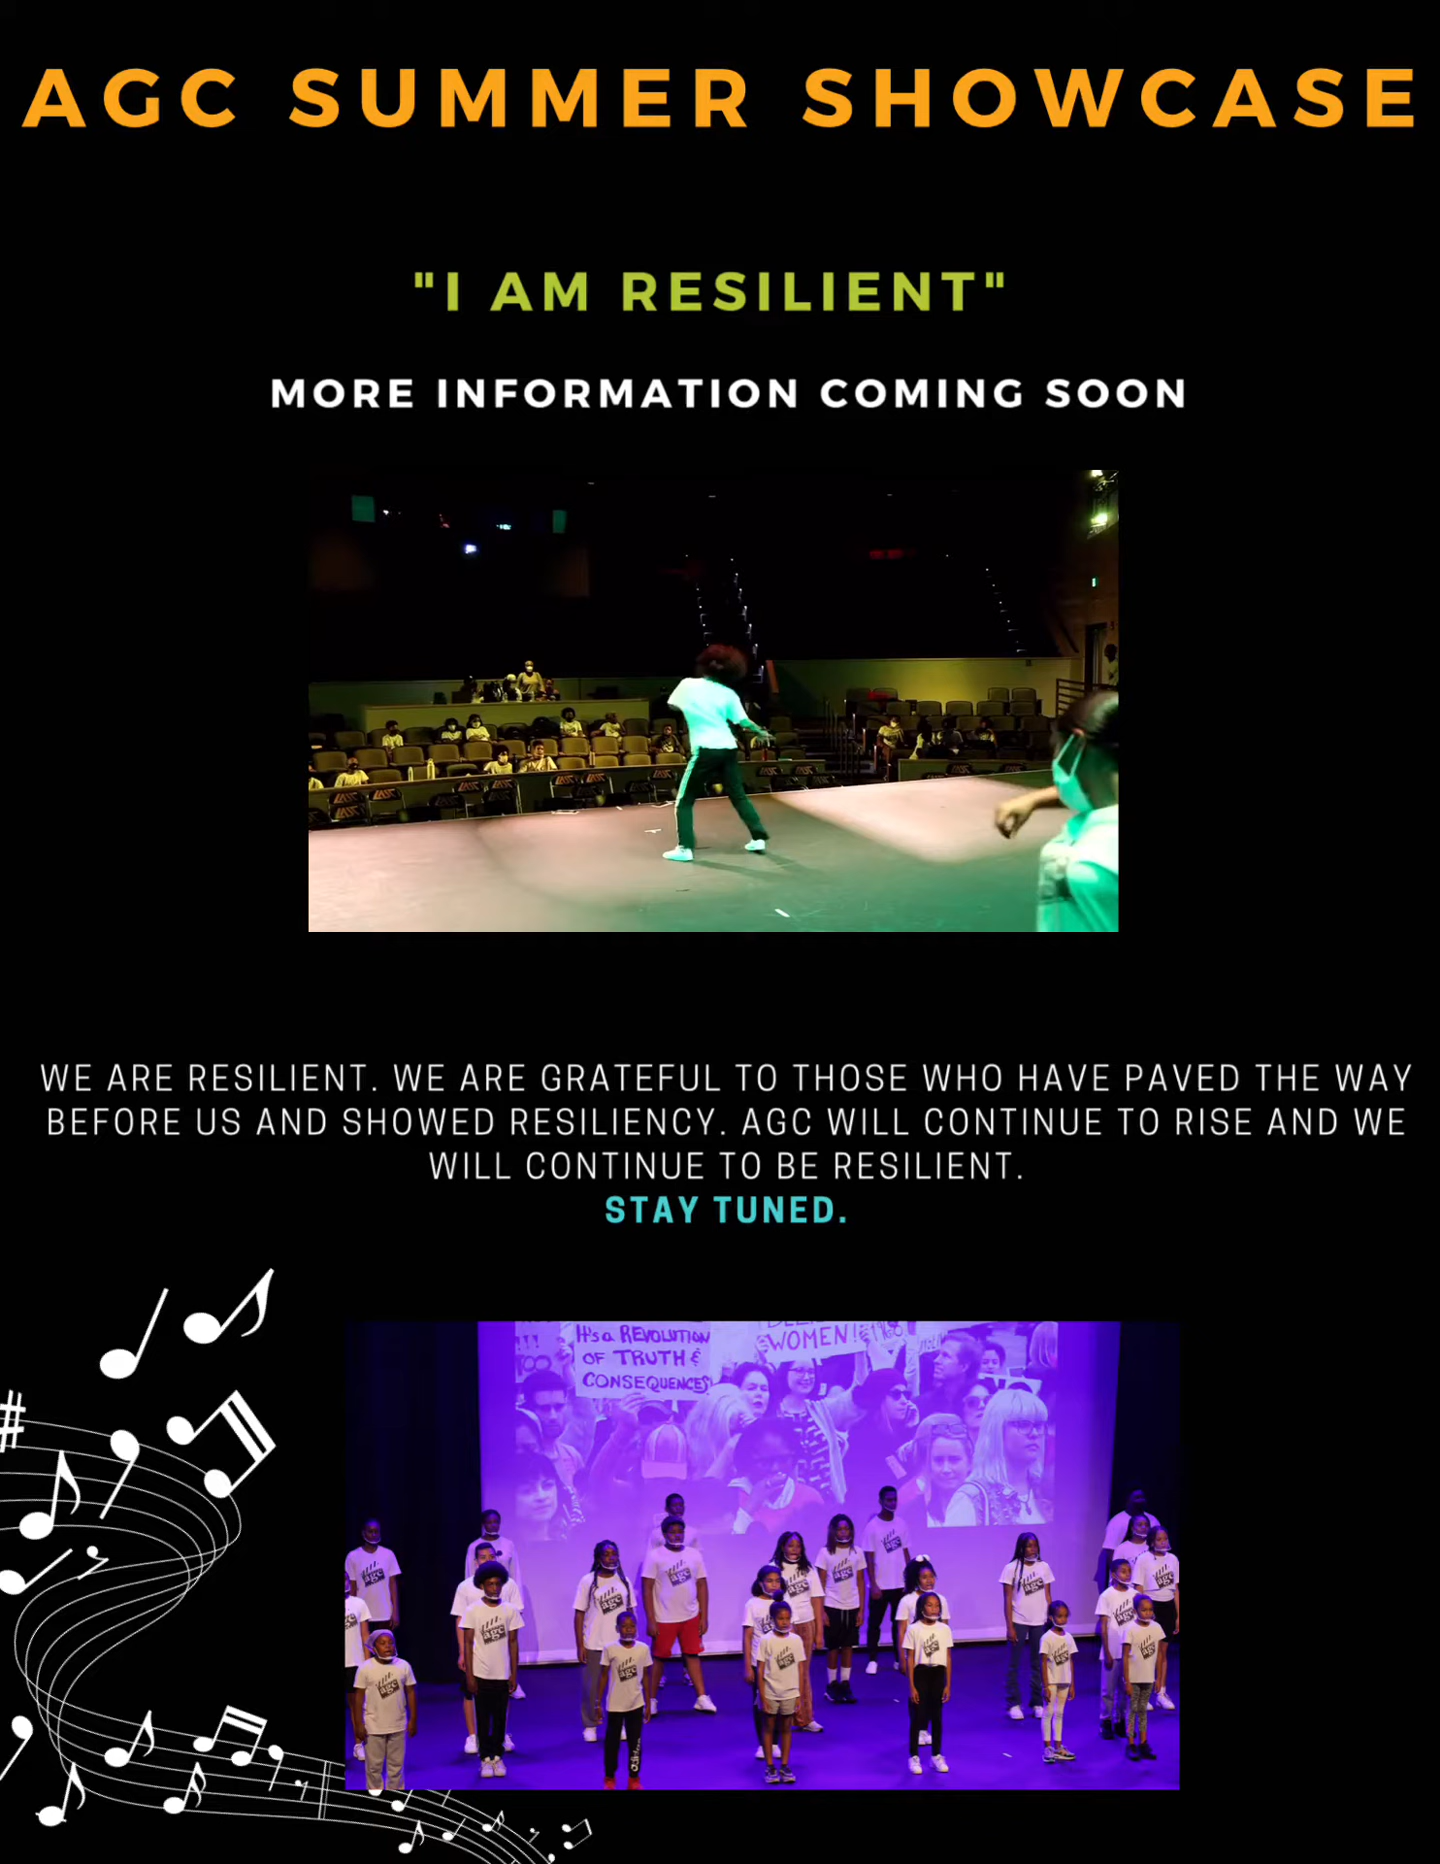 AGC SUMMER SHOWCASE
"I AM RESILIENT"
MORE INFORMATION COMING SOON
WE ARE RESILIENT. WE ARE GRATEFUL TO THOSE WHO HAVE PAVED THE WAY
BEFORE US AND SHOWED RESILIENCY. AGC WILL CONTINUE TO RISE AND WE
WILL CONTINUE TO BE RESILIENT.
STAY TUNED.
It's a REVOLUTION
OF TRUTH &
CONSEQUENCES
WOMEN!
agc